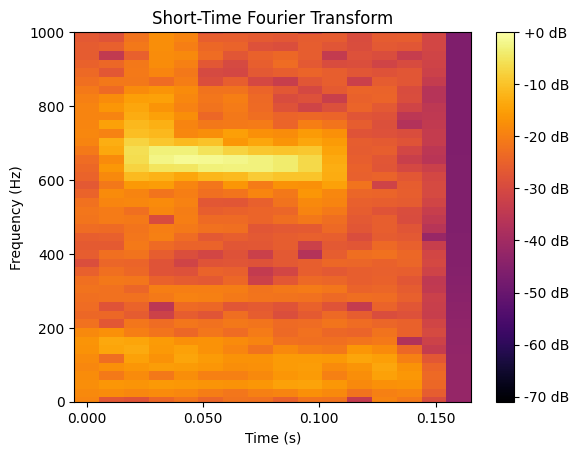 Short-Time Fourier Transform
1000
800
600
400
200
0
Frequency (Hz)
0.000
0.050
0.100
0.150
Time (s)
+0 dB
-10 dB
-20 dB
-30 dB
-40 dB
-50 dB
-60 dB
-70 dB